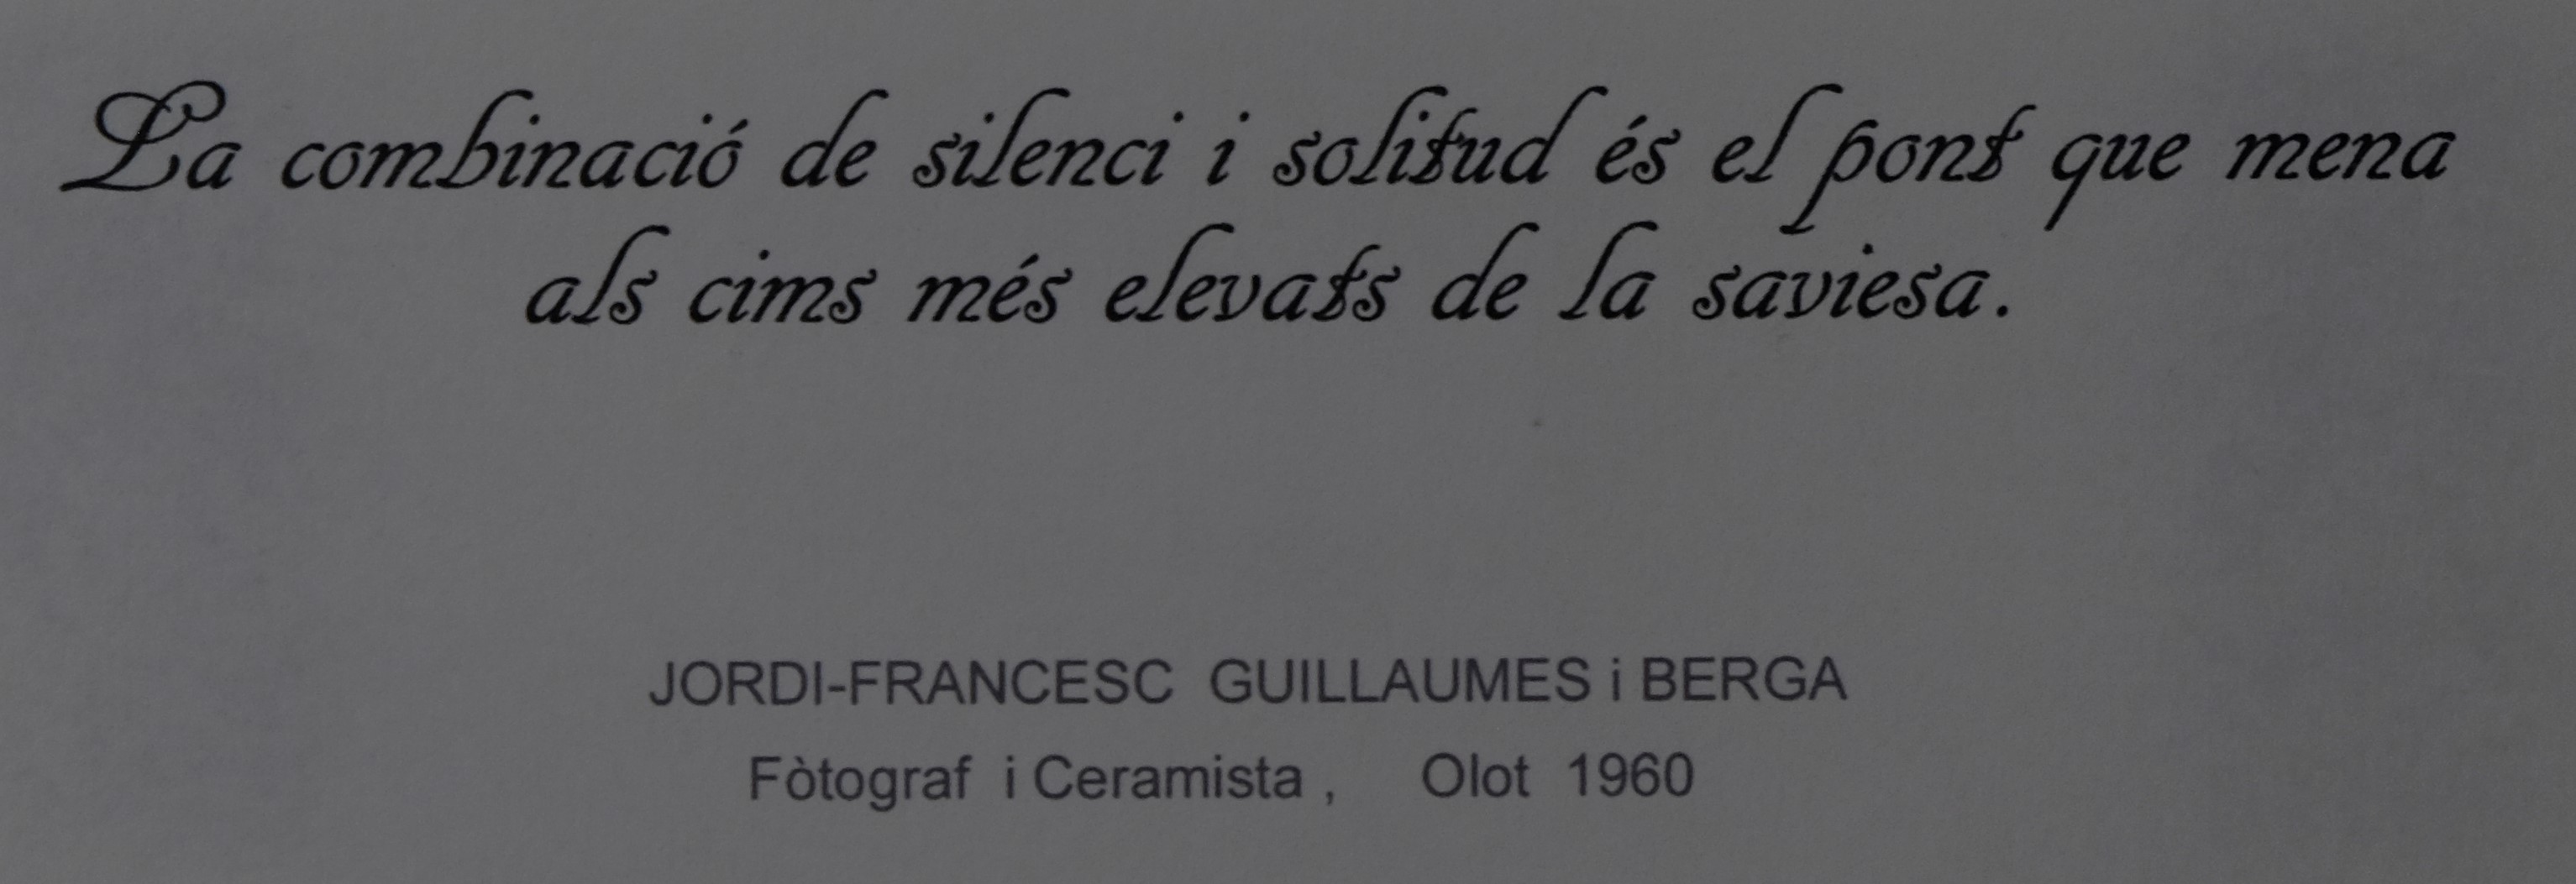 La combinació de silenci i solitud és el pont que mena
als cims més elevats de la saviesa.
JORDI-FRANCESC GUILLAUMES i BERGA
Fòtograf i Ceramista , Olot 1960